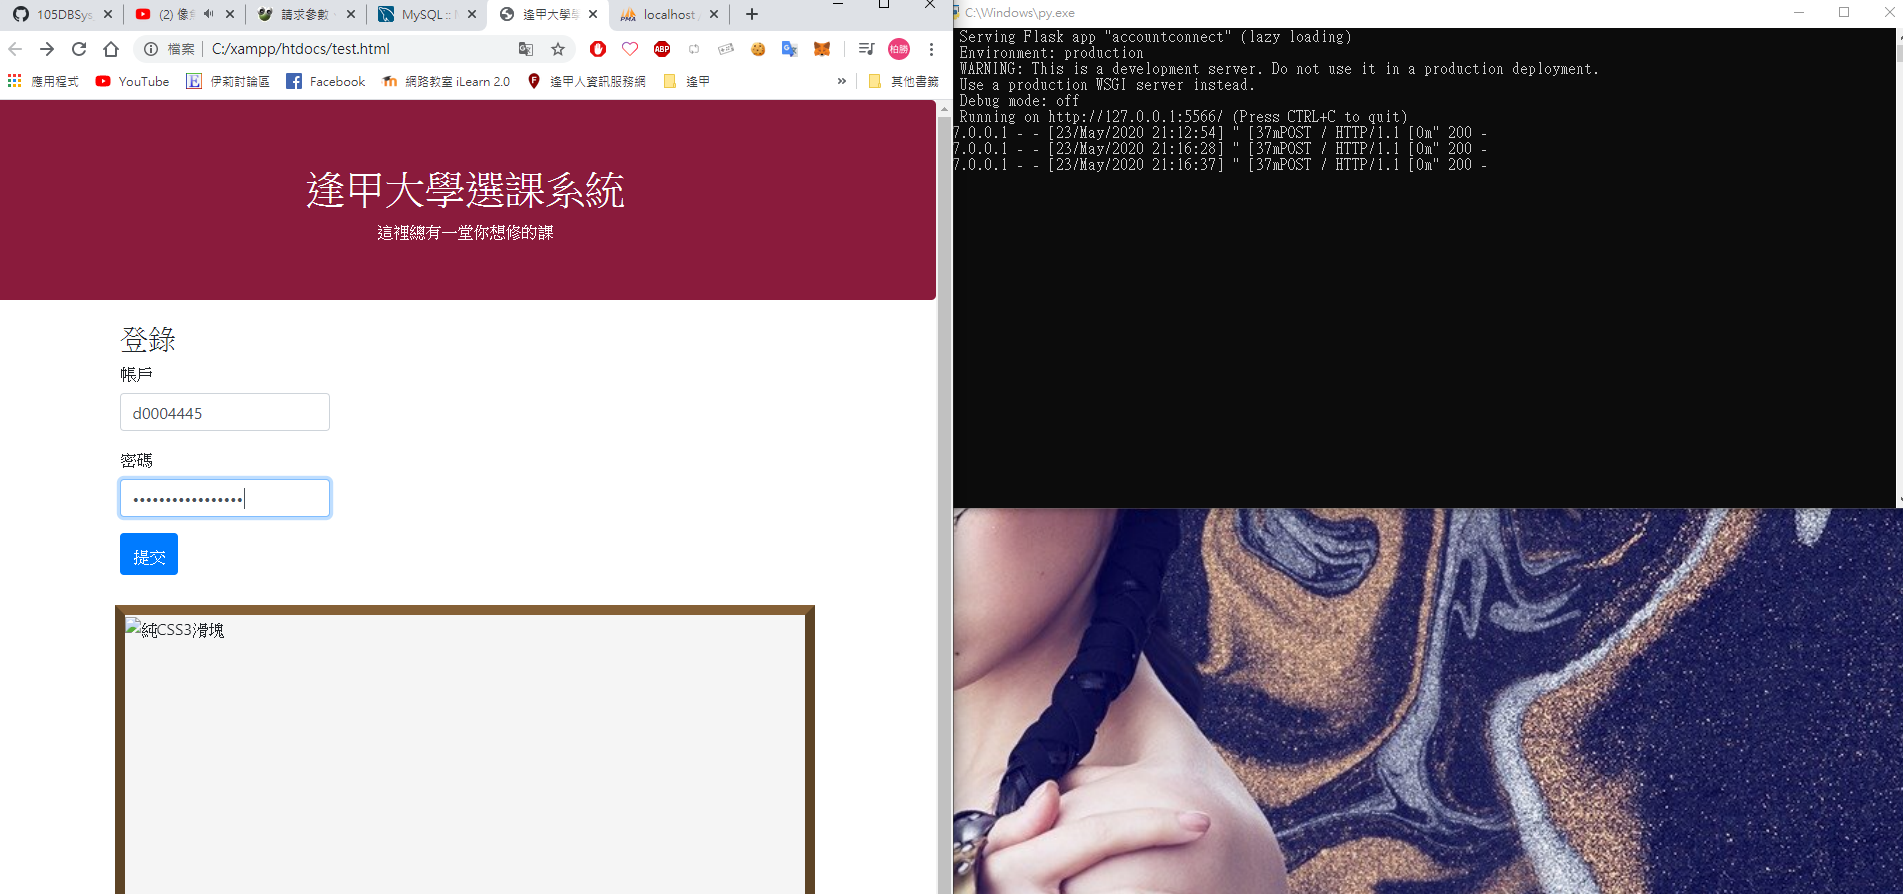 105DBSys
(2) 像
請求參數
MySQL ::
逢甲大學
localhost
檔案 C:/xampp/htdocs/test.html
ABP
柏勝
應用程式 YouTube 伊莉討論區 Facebook 網路教室 iLearn 2.0 逢甲人資訊服務網 逢甲 » 其他書籤
逢甲大學選課系統
這裡總有一堂你想修的課
登錄
帳戶
d0004445
密碼
•••••••••••••••••
提交
純CSS3滑塊
C:\Windows\py.exe
Serving Flask app "accountconnect" (lazy loading)
Environment: production
WARNING: This is a development server. Do not use it in a production deployment.
Use a production WSGI server instead.
Debug mode: off
Running on http://127.0.0.1:5566/ (Press CTRL+C to quit)
7.0.0.1 - - [23/May/2020 21:12:54] " [37mPOST / HTTP/1.1 [0m" 200 -
7.0.0.1 - - [23/May/2020 21:16:28] " [37mPOST / HTTP/1.1 [0m" 200 -
7.0.0.1 - - [23/May/2020 21:16:37] " [37mPOST / HTTP/1.1 [0m" 200 -